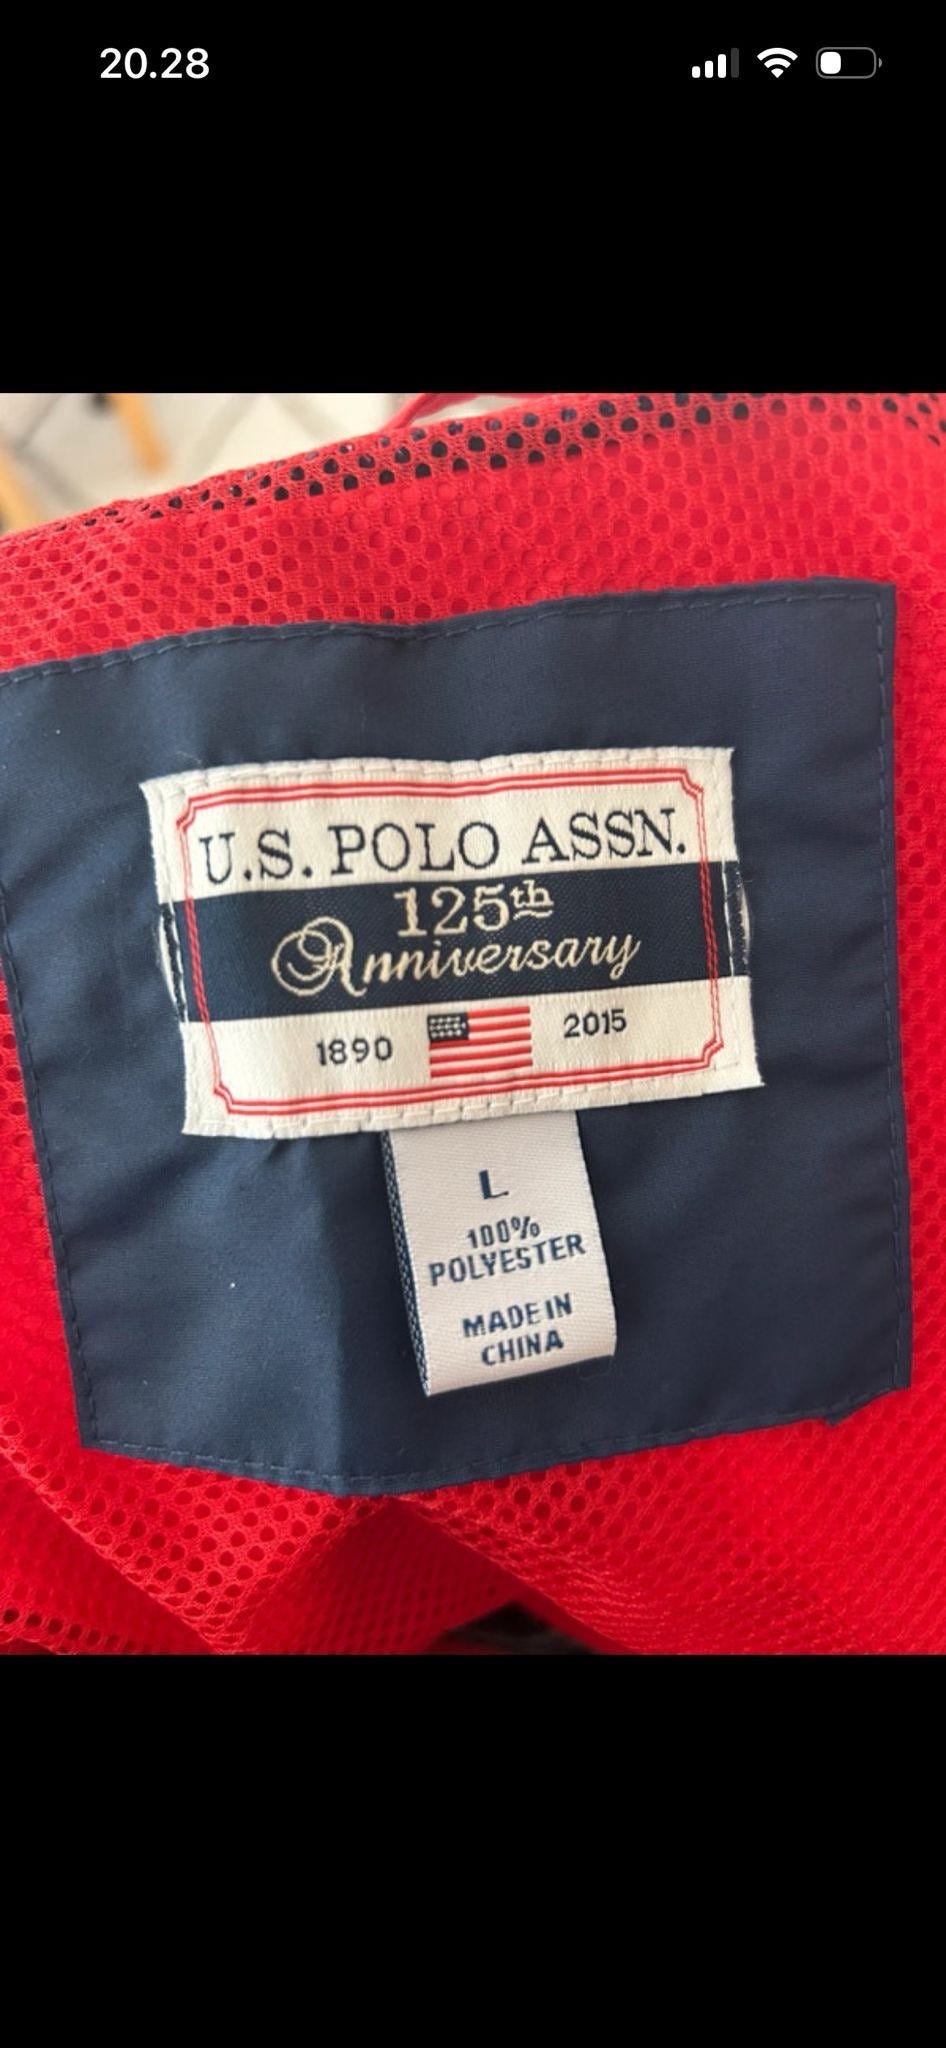 20.28
U.S. POLO ASSN.
125th
Anniversary
1890 2015
L
100%
POLYESTER
MADE IN
CHINA